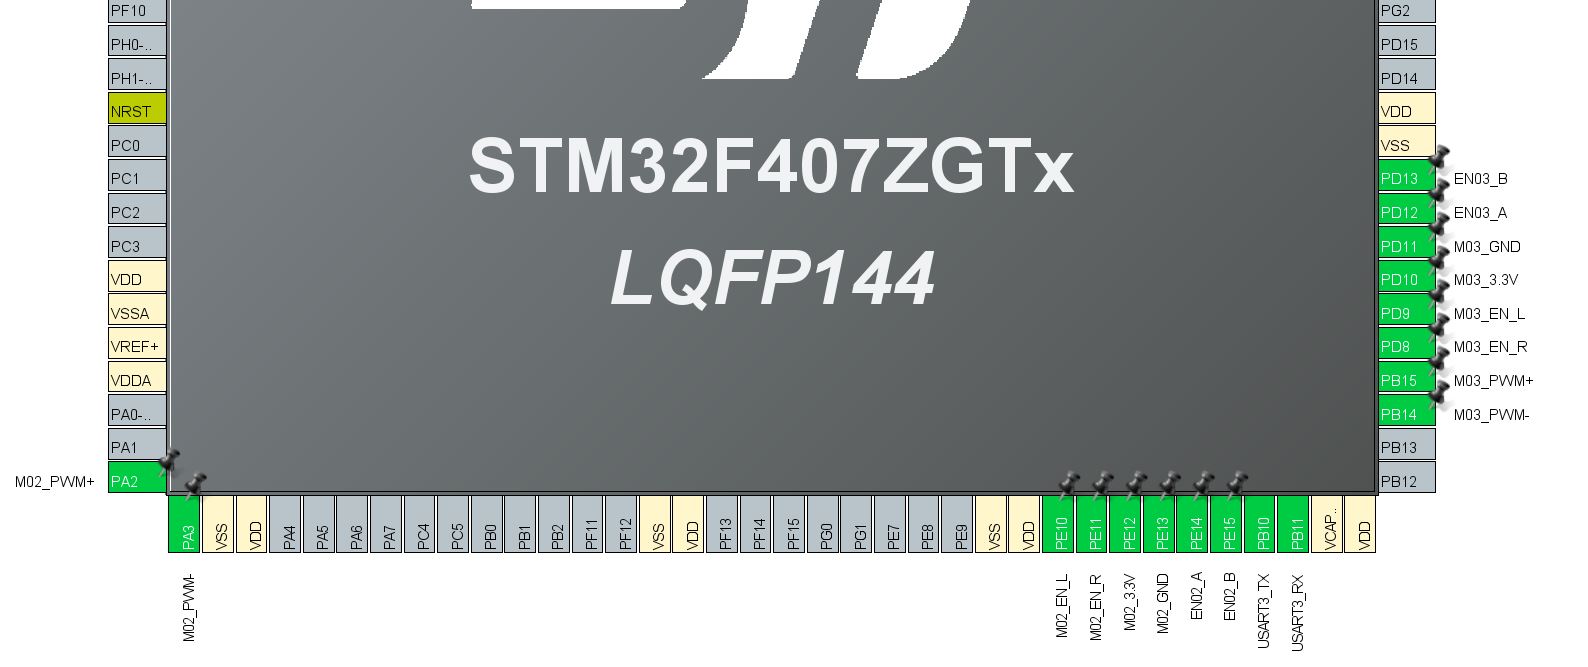 PF10
PH0-..
PH1-..
NRST
PC0
PC1
PC2
PC3
VDD
VSSA
VREF+
VDDA
PA0-..
PA1
M02_PWM+ PA2
STM32F407ZGTx
LQFP144
PG2
PD15
PD14
VDD
VSS
PD13 EN03_B
PD12 EN03_A
PD11 M03_GND
PD10 M03_3.3V
PD9 M03_EN_L
PD8 M03_EN_R
PB15 M03_PWM+
PB14 M03_PWM-
PB13
PB12
PA3
VSS
VDD
PA4
PA5
PA6
PA7
PC4
PC5
PB0
PB1
PB2
PF11
PF12
VSS
VDD
PF13
PF14
PF15
PG0
PG1
PE7
PE8
PE9
VSS
VDD
PE10
PE11
PE12
PE13
PE14
PE15
PB10
PB11
VCAP..
VDD
M02_PWM-
M02_EN_L
M02_EN_R
M02_3.3V
M02_GND
EN02_A
EN02_B
USART3_TX
USART3_RX